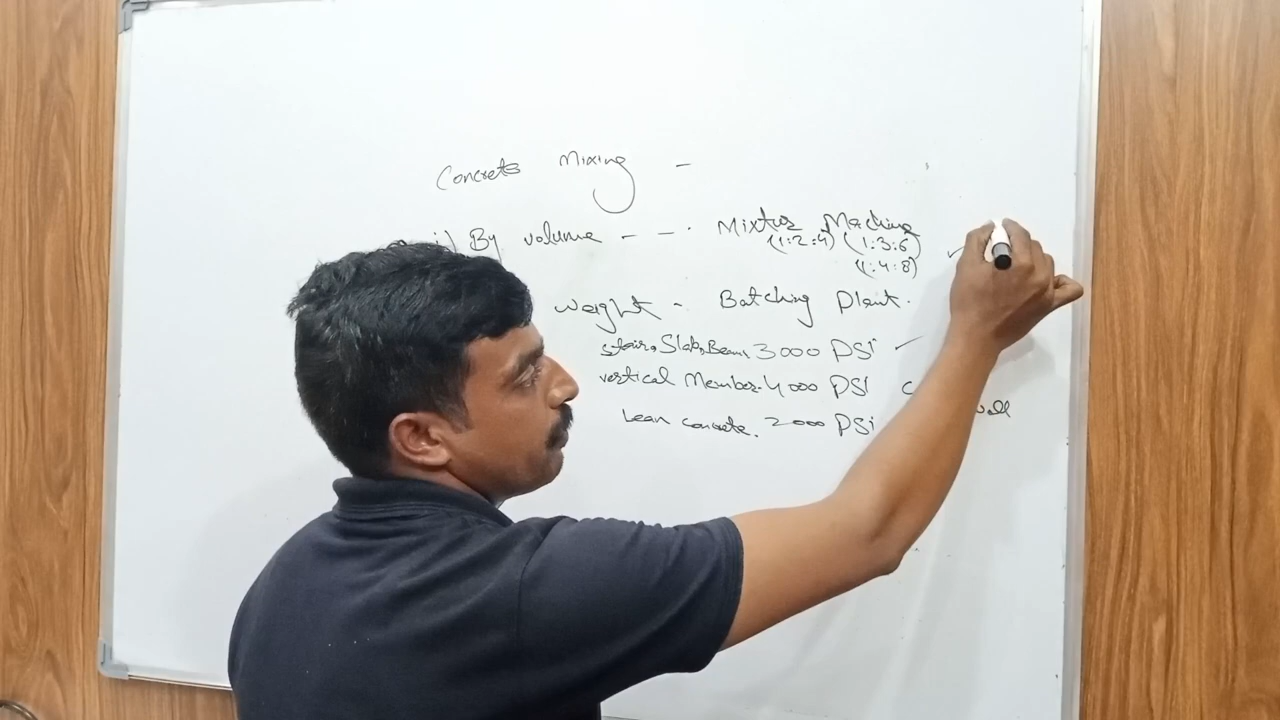 Concrete Mixing -
i) By volume - - . Mixture Machine
(1:2:4) (1:3:6)
(1:4:8)
weight - Batching Plant.
Stairs, Slab, Beam, 3000 PSI
vertical Member. 4000 PSI
Lean concrete. 2000 PSI